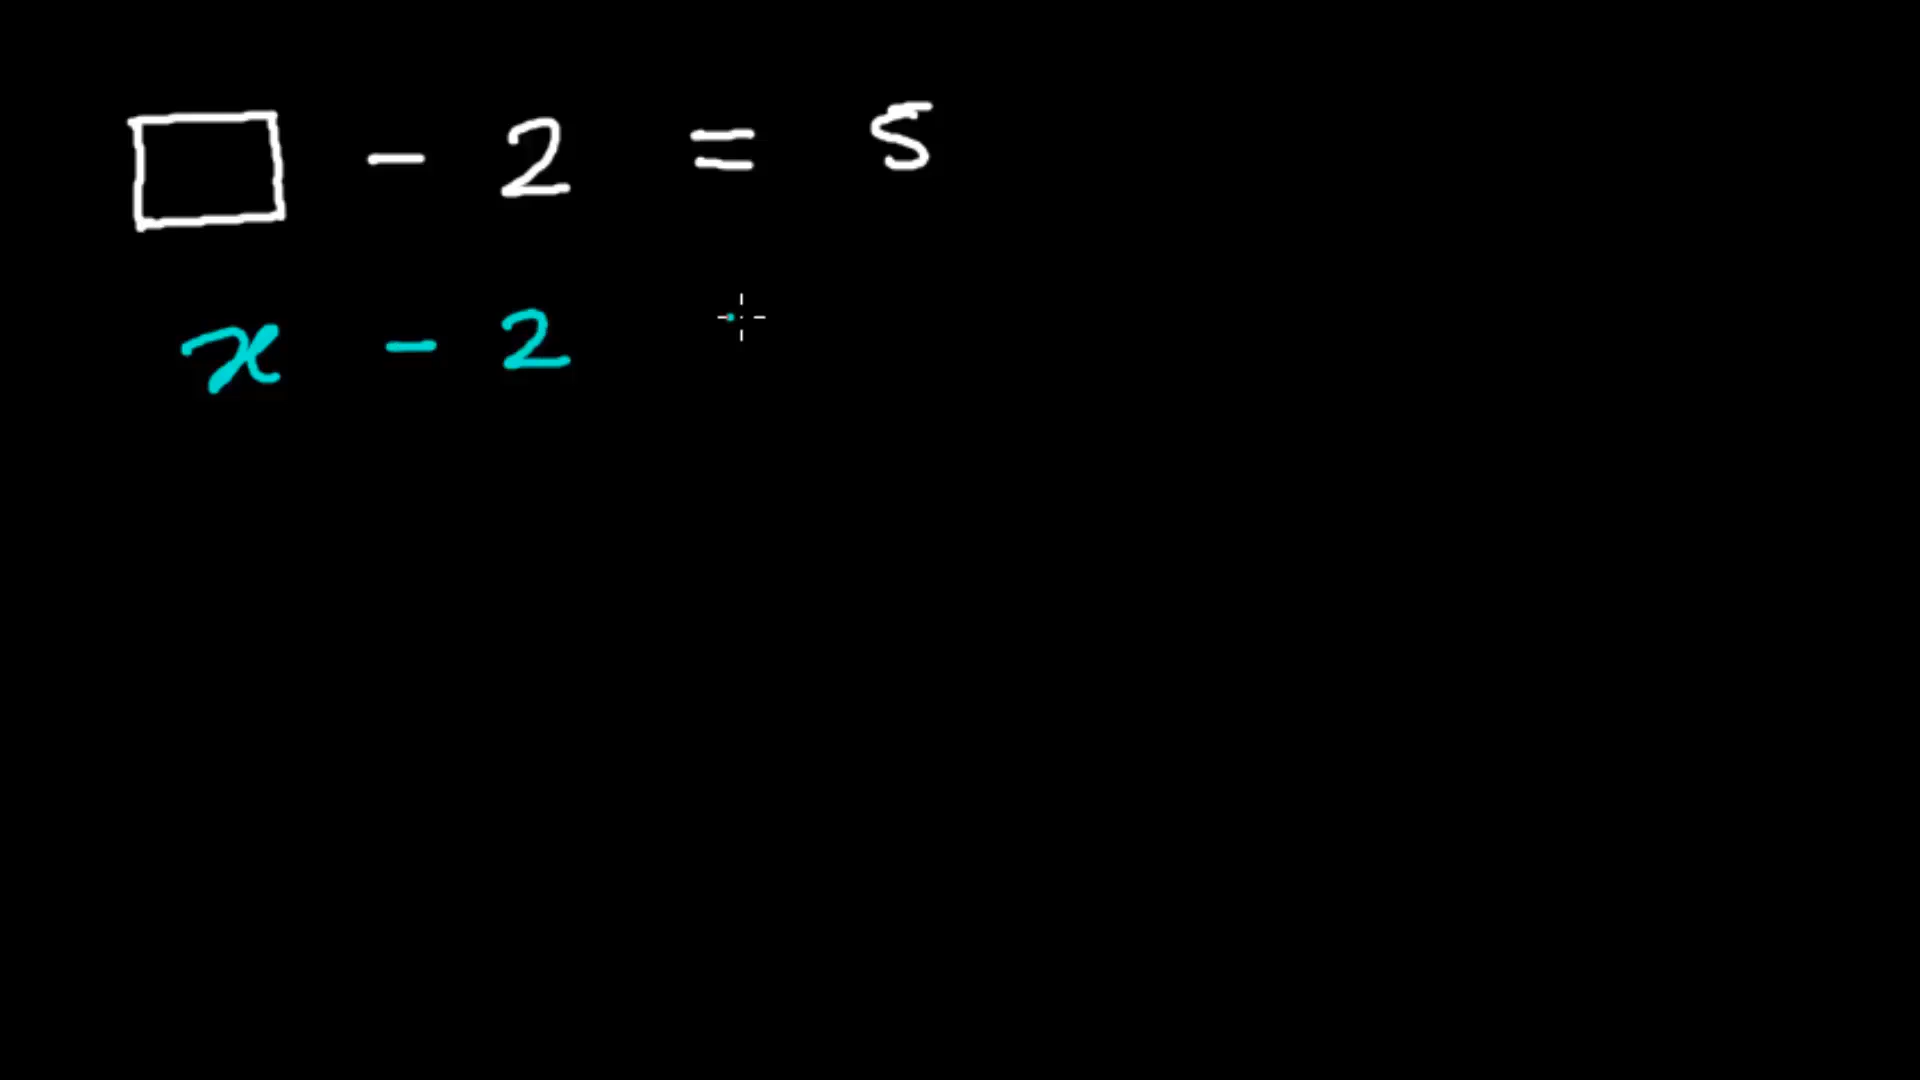 □ - 2 = 5
x - 2